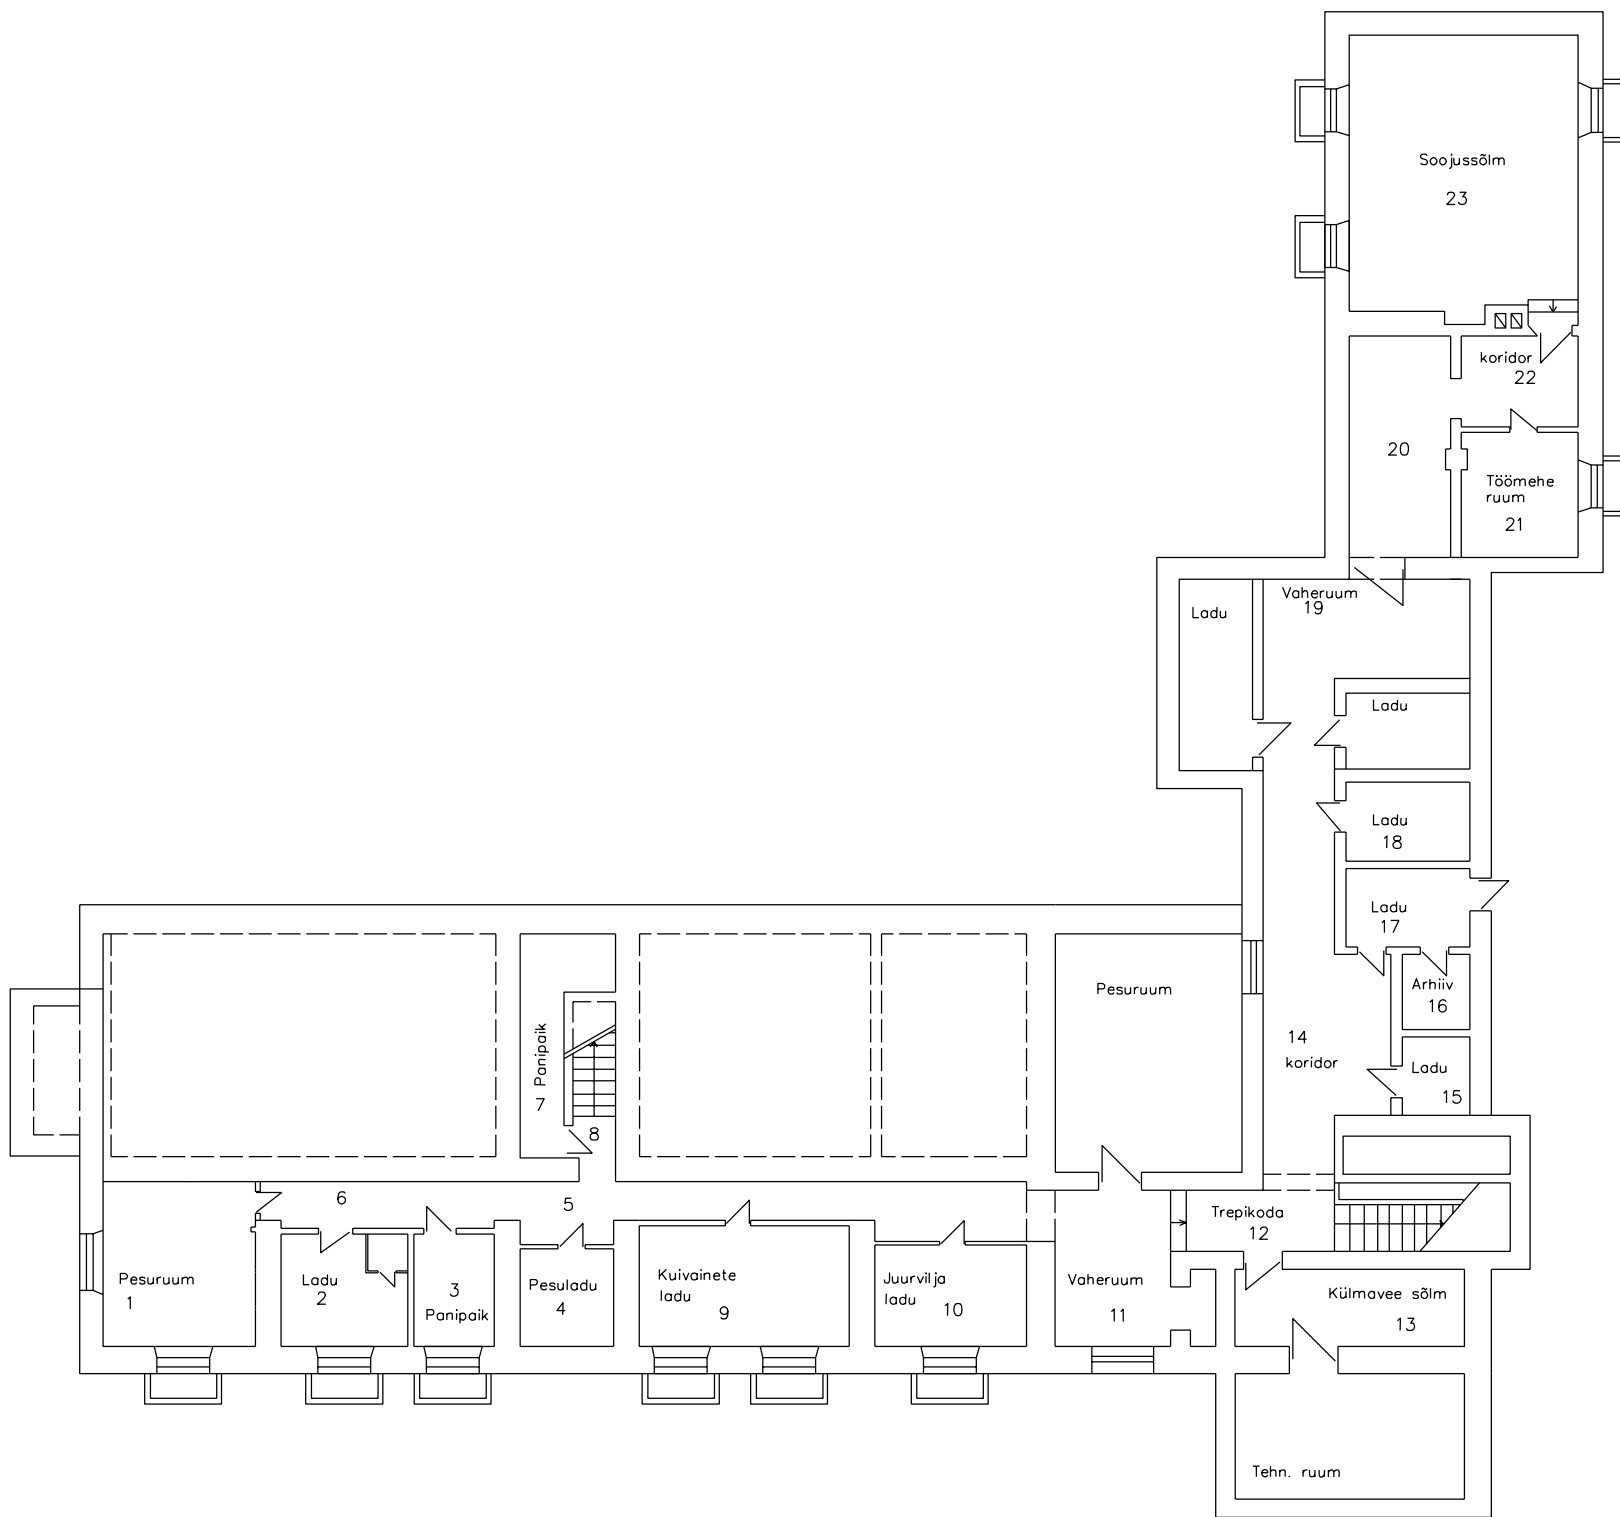 Soojussõlm
23
koridor
22
20
Töömehe
ruum
21
Vaheruum
19
Ladu
Ladu
Ladu
18
Ladu
17
Arhiiv
16
Pesuruum
14
koridor
Ladu
15
7 Panipaik
8
6
5
Trepikoda
12
Pesuruum
1
Ladu
2
3
Panipaik
Pesuladu
4
Kuivainete
ladu
9
Juurvilja
ladu
10
Vaheruum
11
Külmavee sõlm
13
Tehn. ruum